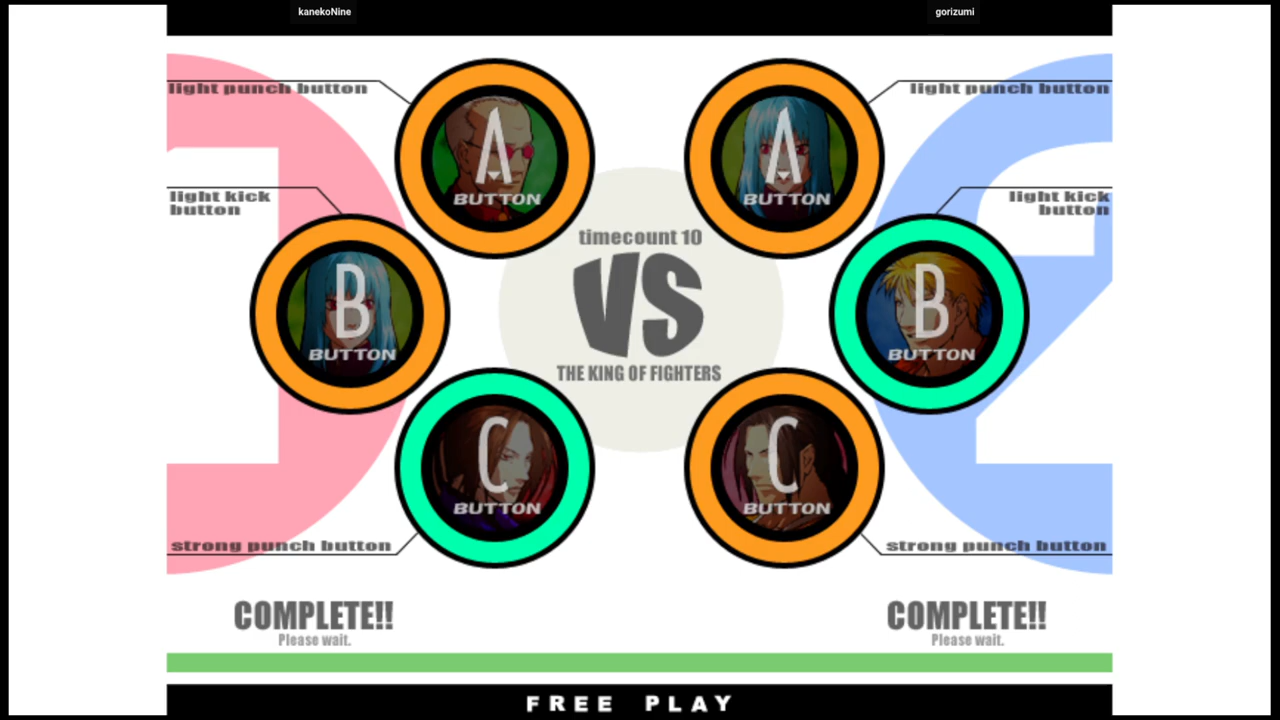 kanekoNine
gorizumi
light punch button
light punch button
A
BUTTON
A
BUTTON
light kick
button
light kick
button
timecount 10
VS
THE KING OF FIGHTERS
B
BUTTON
B
BUTTON
C
BUTTON
C
BUTTON
strong punch button
strong punch button
COMPLETE!!
Please wait.
COMPLETE!!
Please wait.
FREE PLAY